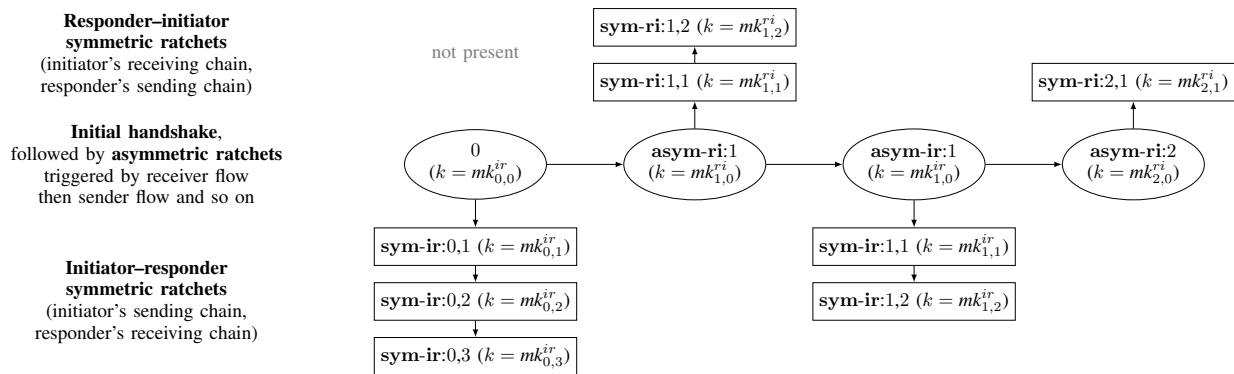 Responder–initiator
symmetric ratchets
(initiator's receiving chain,
responder's sending chain)
not present
sym-ri:1,2 (k = mk^{ri}_{1,2})
sym-ri:1,1 (k = mk^{ri}_{1,1})
sym-ri:2,1 (k = mk^{ri}_{2,1})
Initial handshake,
followed by asymmetric ratchets
triggered by receiver flow
then sender flow and so on
0
(k = mk^{ir}_{0,0})
asym-ri:1
(k = mk^{ri}_{1,0})
asym-ir:1
(k = mk^{ir}_{1,0})
asym-ri:2
(k = mk^{ri}_{2,0})
Initiator–responder
symmetric ratchets
(initiator's sending chain,
responder's receiving chain)
sym-ir:0,1 (k = mk^{ir}_{0,1})
sym-ir:0,2 (k = mk^{ir}_{0,2})
sym-ir:0,3 (k = mk^{ir}_{0,3})
sym-ir:1,1 (k = mk^{ir}_{1,1})
sym-ir:1,2 (k = mk^{ir}_{1,2})